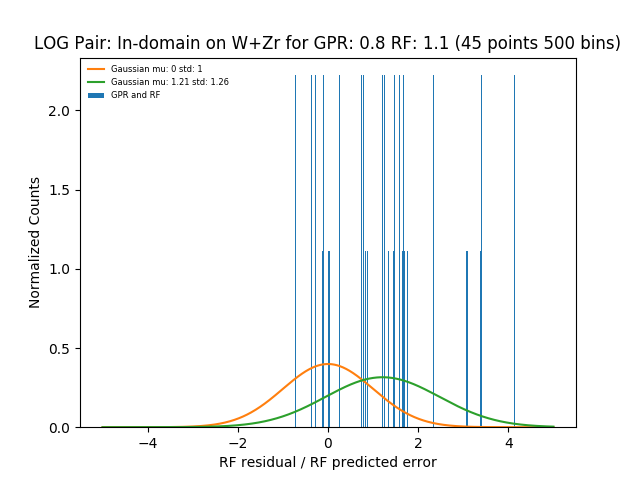 LOG Pair: In-domain on W+Zr for GPR: 0.8 RF: 1.1 (45 points 500 bins)
Gaussian mu: 0 std: 1
Gaussian mu: 1.21 std: 1.26
GPR and RF
Normalized Counts
2.0
1.5
1.0
0.5
0.0
−4
−2
0
2
4
RF residual / RF predicted error